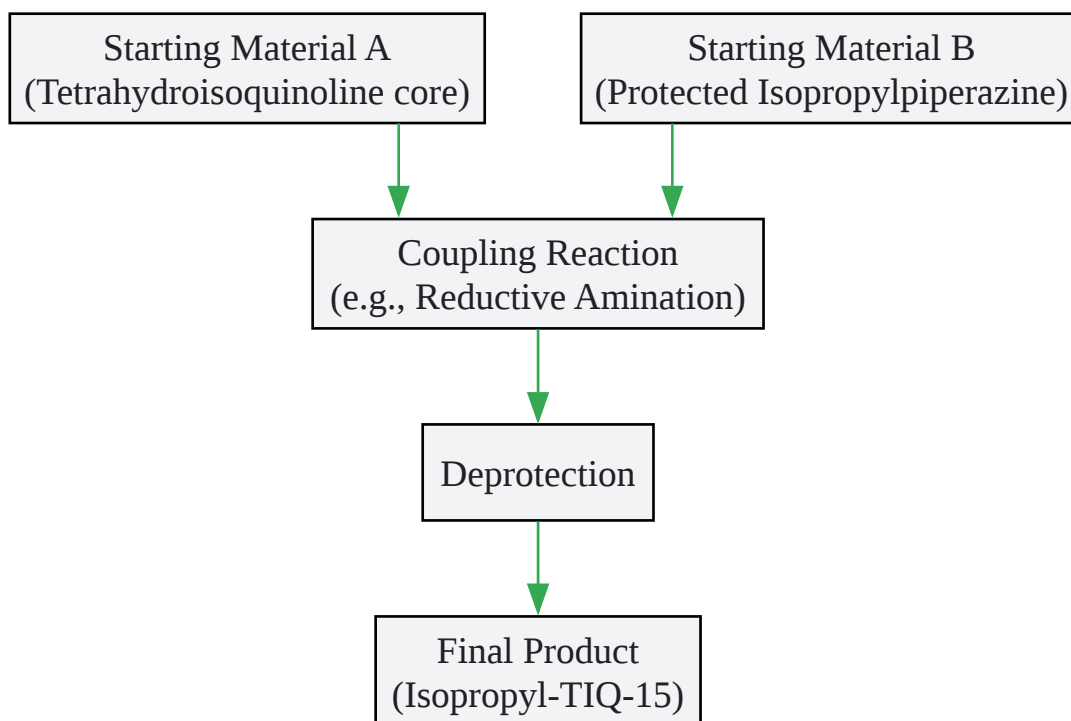 Starting Material A
(Tetrahydroisoquinoline core)
Starting Material B
(Protected Isopropylpiperazine)
Coupling Reaction
(e.g., Reductive Amination)
Deprotection
Final Product
(Isopropyl-TIQ-15)